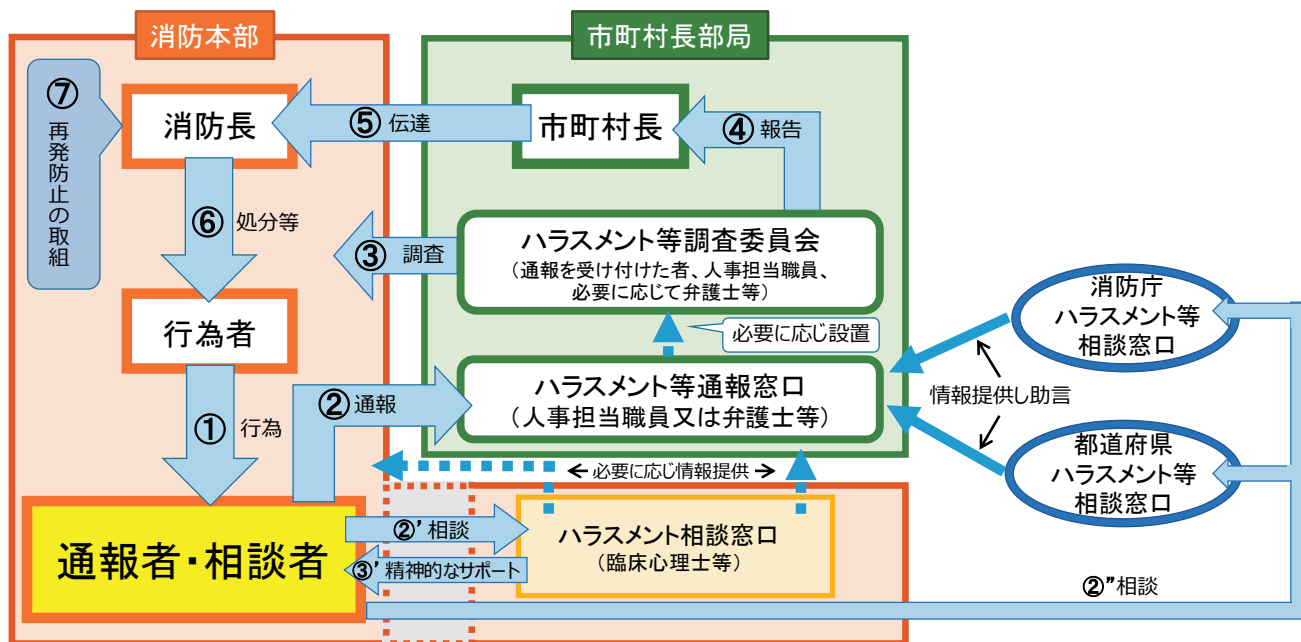 消防本部
市町村長部局
⑦
再発防止の取組
消防長
⑤ 伝達
市町村長
④ 報告
⑥ 処分等
③ 調査
ハラスメント等調査委員会
（通報を受け付けた者、人事担当職員、
必要に応じて弁護士等）
消防庁
ハラスメント等
相談窓口
行為者
必要に応じ設置
② 通報
ハラスメント等通報窓口
（人事担当職員又は弁護士等）
情報提供し助言
① 行為
都道府県
ハラスメント等
相談窓口
必要に応じ情報提供
通報者・相談者
②’ 相談
③’ 精神的なサポート
ハラスメント相談窓口
（臨床心理士等）
②”相談